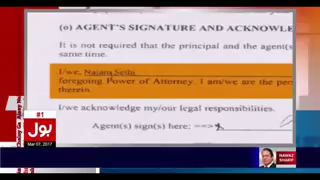 (o) AGENT'S SIGNATURE AND ACKNOWLE
It is not required that the principal and the agent(s)
same time.
I/we, Najam Sethi
foregoing Power of Attorney. I am/we are the per
therein.
I/we acknowledge my/our legal responsibilities.
Agent(s) sign(s) here: ==>
#1
بول
Mar 07, 2017
NAWAZ
SHARIF